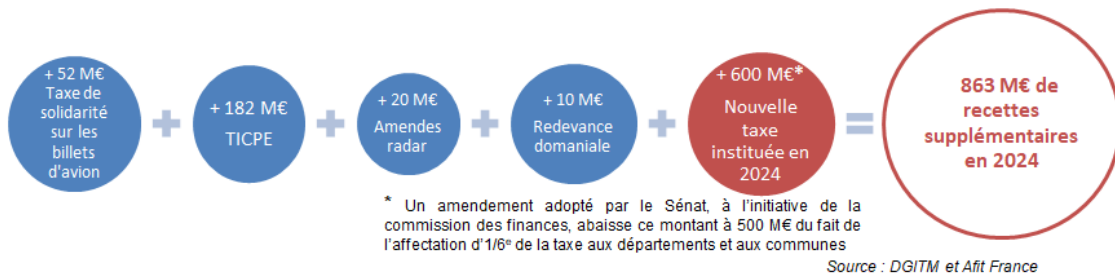 + 52 M€
Taxe de
solidarité
sur les
billets
d'avion
+
+ 182 M€
TICPE
+
+ 20 M€
Amendes
radar
+
+ 10 M€
Redevance
domaniale
+
+ 600 M€*
Nouvelle
taxe
instituée en
2024
=
863 M€ de
recettes
supplémentaires
en 2024
* Un amendement adopté par le Sénat, à l'initiative de la
commission des finances, abaisse ce montant à 500 M€ du fait de
l'affectation d'1/6e de la taxe aux départements et aux communes
Source : DGITM et Afit France